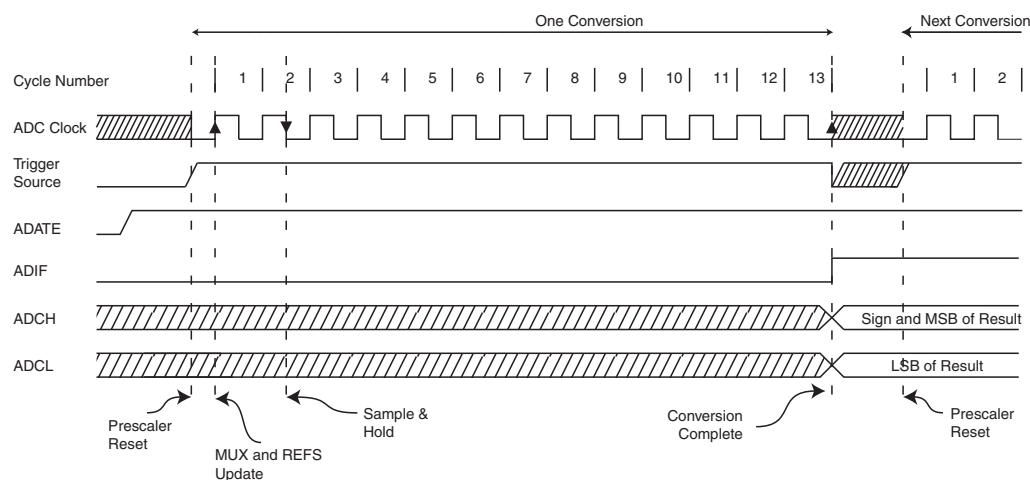 One Conversion Next Conversion
Cycle Number 1 2 3 4 5 6 7 8 9 10 11 12 13 1 2
ADC Clock
Trigger
Source
ADATE
ADIF
ADCH Sign and MSB of Result
ADCL LSB of Result
Prescaler
Reset
MUX and REFS
Update
Sample &
Hold
Conversion
Complete
Prescaler
Reset